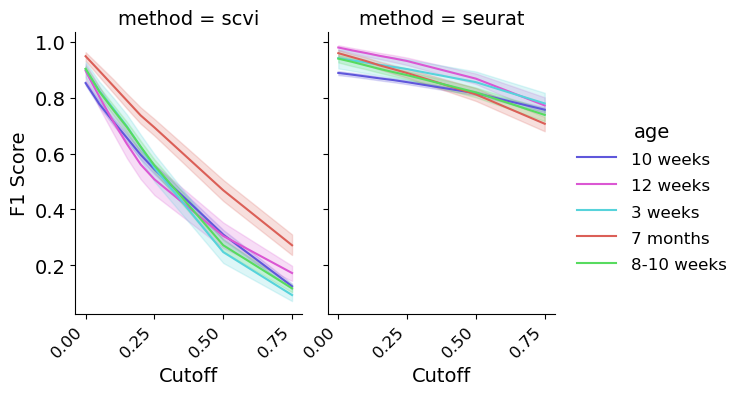 method = scvi
method = seurat
1.0
0.8
0.6
0.4
0.2
F1 Score
0.00
0.25
0.50
0.75
0.00
0.25
0.50
0.75
Cutoff
Cutoff
age
10 weeks
12 weeks
3 weeks
7 months
8-10 weeks